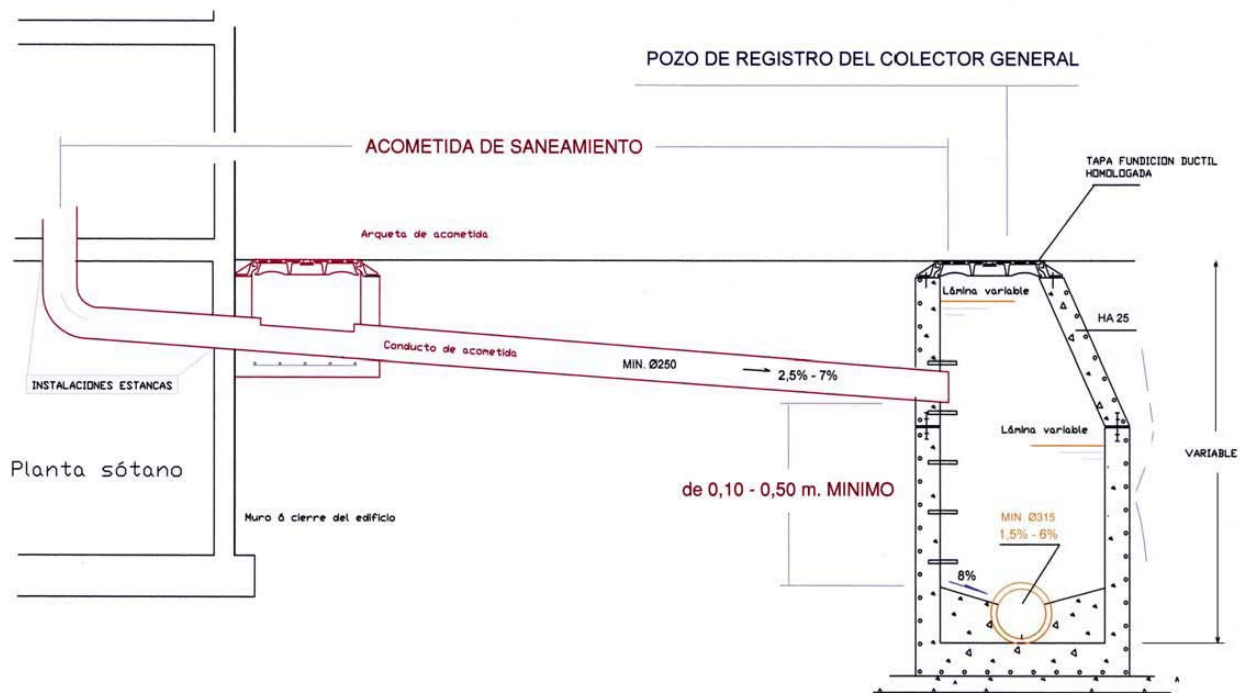 POZO DE REGISTRO DEL COLECTOR GENERAL
ACOMETIDA DE SANEAMIENTO
TAPA FUNDICION DUCTIL
HOMOLOGADA
Arqueta de acometida
Lámina variable
HA 25
Conducto de acometida
MIN. Ø250
2,5% - 7%
INSTALACIONES ESTANCAS
Lámina variable
VARIABLE
Planta sótano
de 0,10 - 0,50 m. MINIMO
Muro ó cierre del edificio
MIN. Ø315
1,5% - 6%
8%